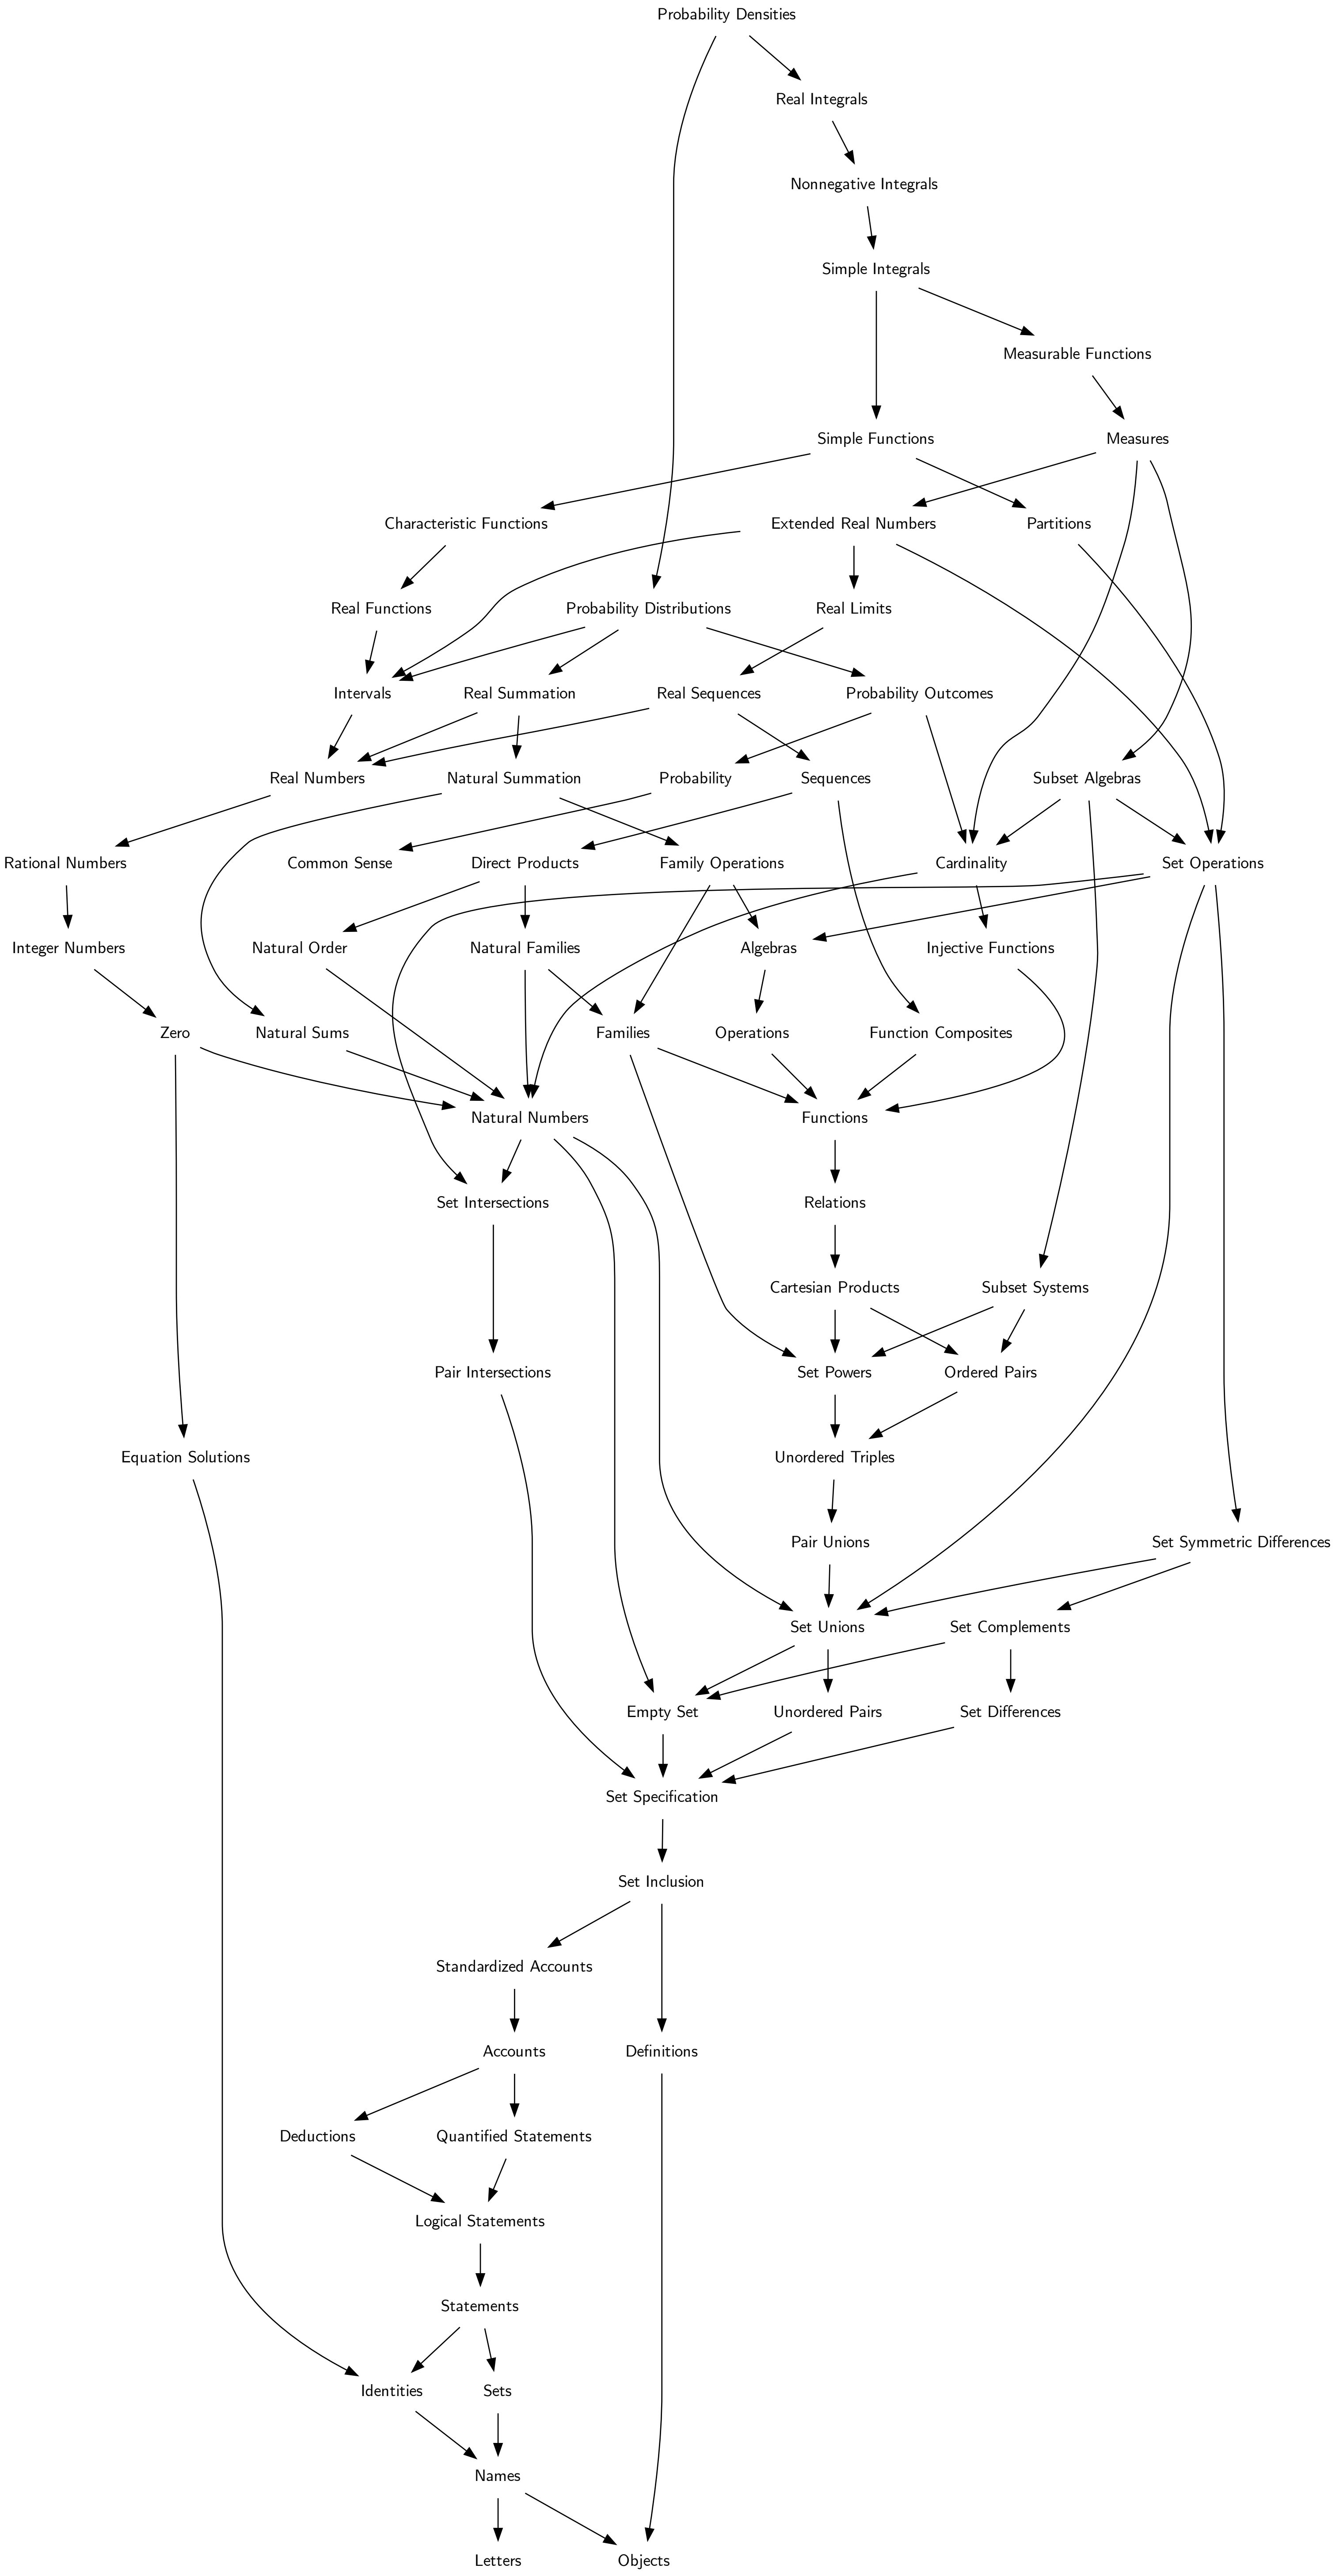 Probability Densities
Real Integrals
Nonnegative Integrals
Simple Integrals
Measurable Functions
Simple Functions
Measures
Characteristic Functions
Extended Real Numbers
Partitions
Real Functions
Probability Distributions
Real Limits
Intervals
Real Summation
Real Sequences
Probability Outcomes
Real Numbers
Natural Summation
Probability
Sequences
Subset Algebras
Rational Numbers
Common Sense
Direct Products
Family Operations
Cardinality
Set Operations
Integer Numbers
Natural Order
Natural Families
Algebras
Injective Functions
Zero
Natural Sums
Families
Operations
Function Composites
Natural Numbers
Functions
Set Intersections
Relations
Cartesian Products
Subset Systems
Pair Intersections
Set Powers
Ordered Pairs
Equation Solutions
Unordered Triples
Pair Unions
Set Symmetric Differences
Set Unions
Set Complements
Empty Set
Unordered Pairs
Set Differences
Set Specification
Set Inclusion
Standardized Accounts
Accounts
Definitions
Deductions
Quantified Statements
Logical Statements
Statements
Identities
Sets
Names
Letters
Objects